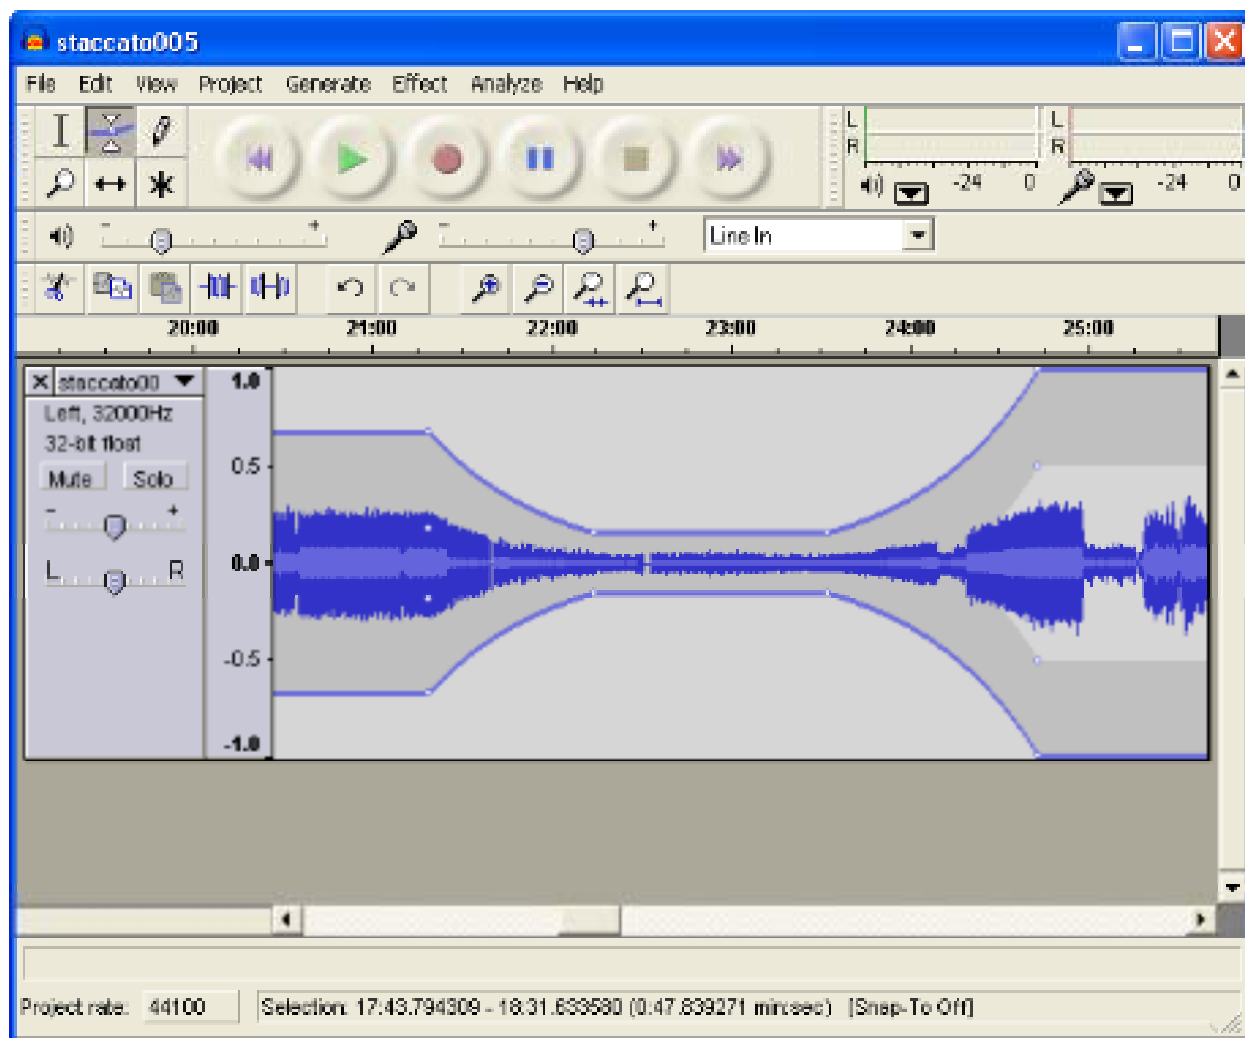 staccato005
File Edit View Project Generate Effect Analyze Help
L
R
-24 0
L
R
-24 0
- +
- +
Line In
20:00 21:00 22:00 23:00 24:00 25:00
staccato00
Left, 32000Hz
32-bit float
Mute Solo
- +
L R
1.0
0.5
0.0
-0.5
-1.0
Project rate: 44100 Selection: 17:43.794309 - 18:31.633580 (0:47.839271 min:sec) [Snap-To Off]